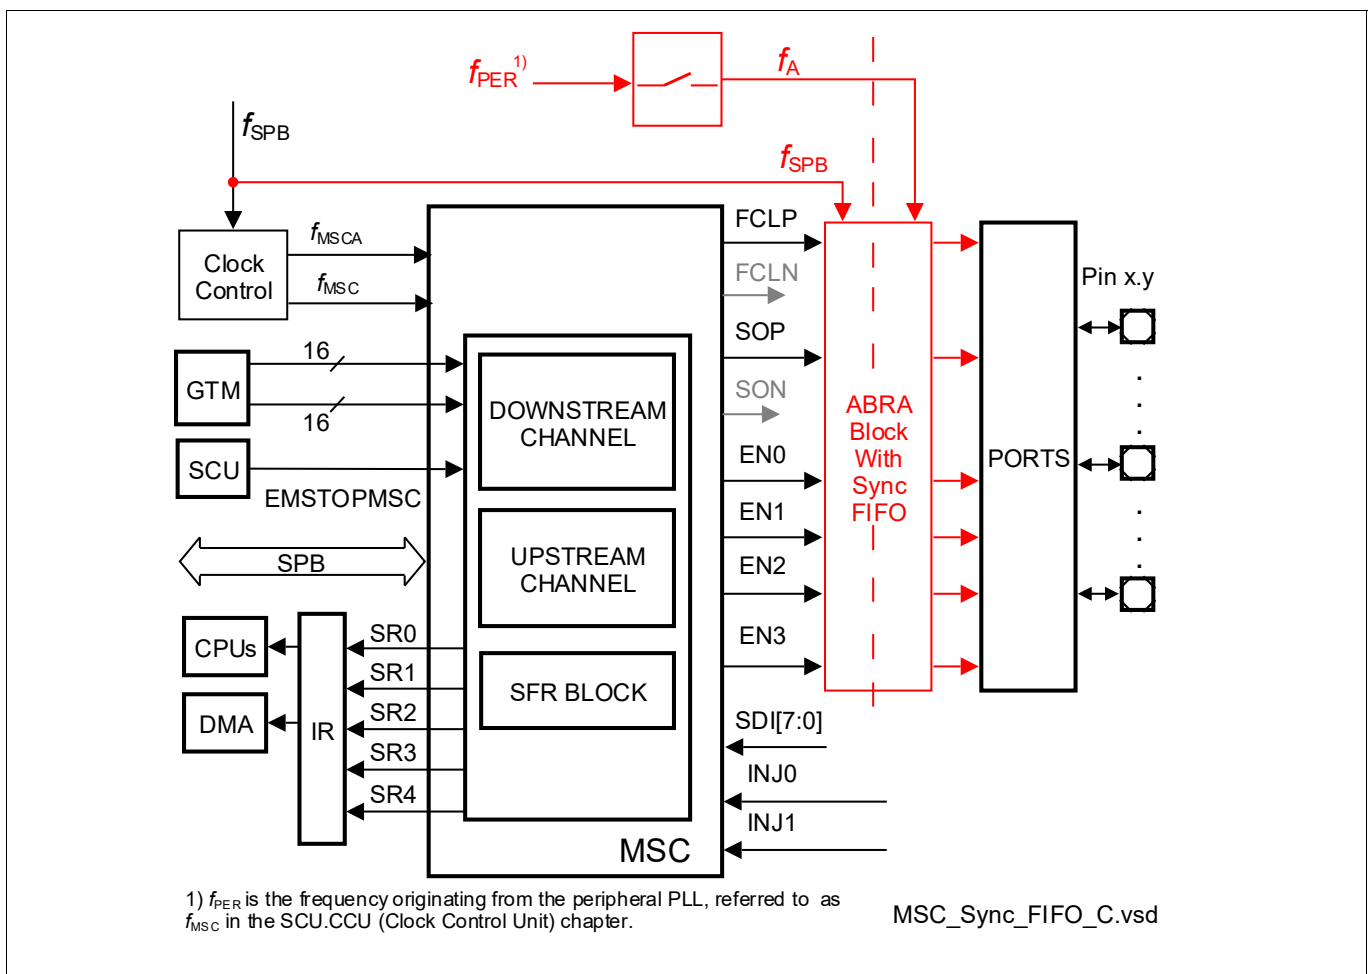 fPER1)
fA
fSPB
fSPB
FCLP
fMSCA
Clock
Control
fMSC
FCLN
Pin x.y
SOP
16
GTM
16
SON
DOWNSTREAM
CHANNEL
ABRA
Block
With
Sync
FIFO
SCU
EMSTOPMSC
EN0
PORTS
EN1
SPB
UPSTREAM
CHANNEL
EN2
CPUs
SR0
EN3
SR1
SFR BLOCK
DMA
IR
SR2
SDI[7:0]
SR3
INJ0
SR4
INJ1
MSC
1) fPER is the frequency originating from the peripheral PLL, referred to as
fMSC in the SCU.CCU (Clock Control Unit) chapter.
MSC_Sync_FIFO_C.vsd